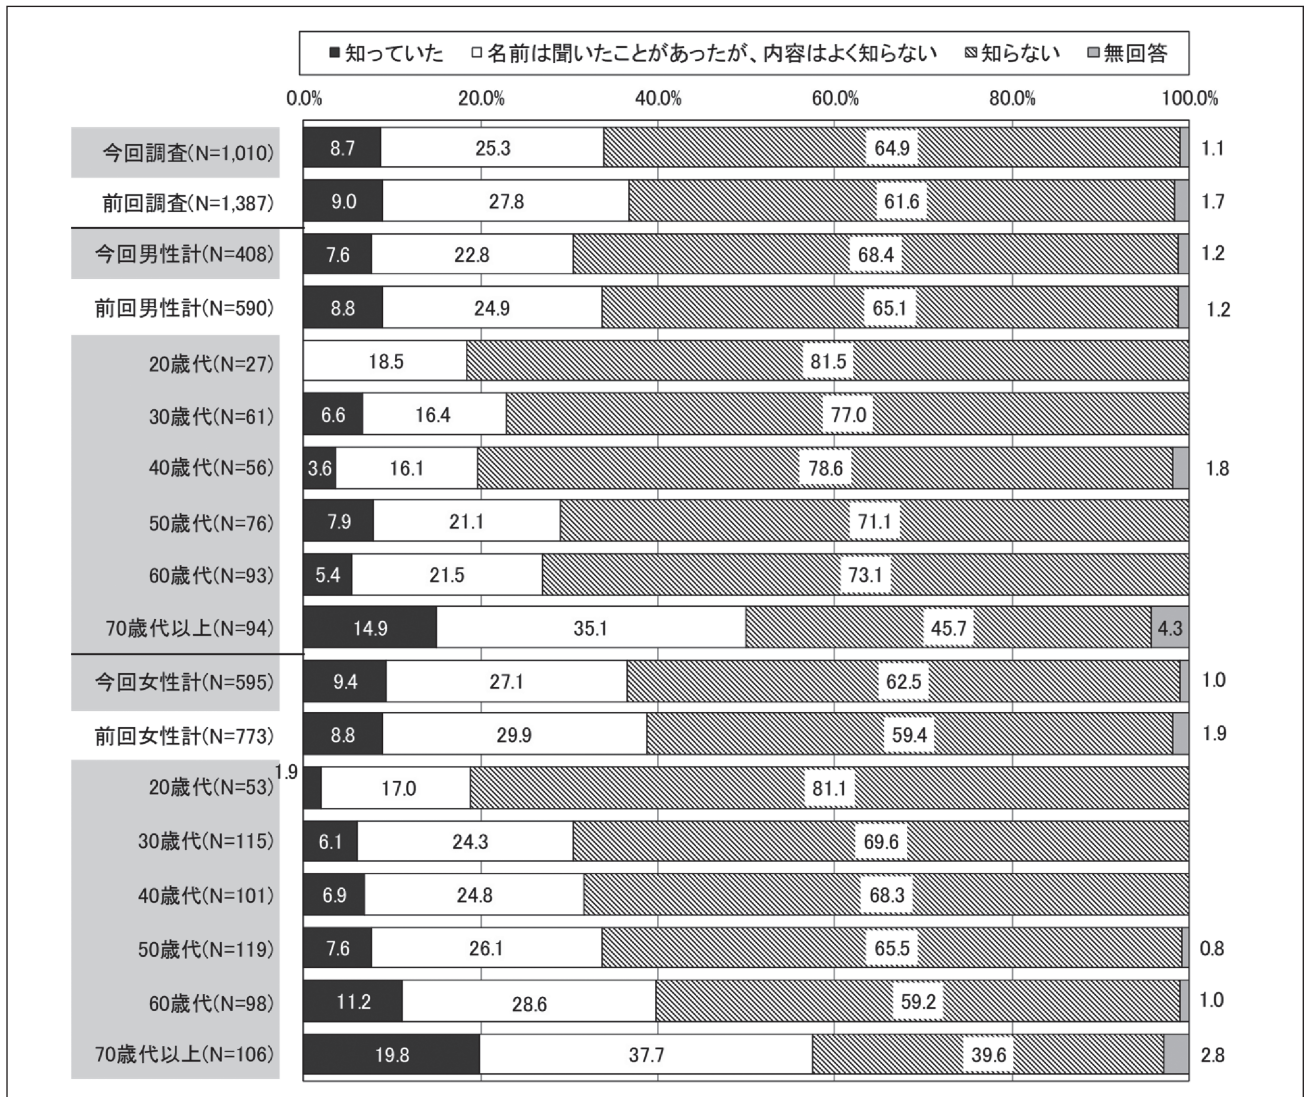 ■知っていた □名前は聞いたことがあったが、内容はよく知らない ▧知らない ■無回答
0.0% 20.0% 40.0% 60.0% 80.0% 100.0%
今回調査(N=1,010) 8.7 25.3 64.9 1.1
前回調査(N=1,387) 9.0 27.8 61.6 1.7
今回男性計(N=408) 7.6 22.8 68.4 1.2
前回男性計(N=590) 8.8 24.9 65.1 1.2
20歳代(N=27) 18.5 81.5
30歳代(N=61) 6.6 16.4 77.0
40歳代(N=56) 3.6 16.1 78.6 1.8
50歳代(N=76) 7.9 21.1 71.1
60歳代(N=93) 5.4 21.5 73.1
70歳代以上(N=94) 14.9 35.1 45.7 4.3
今回女性計(N=595) 9.4 27.1 62.5 1.0
前回女性計(N=773) 8.8 29.9 59.4 1.9
20歳代(N=53) 1.9 17.0 81.1
30歳代(N=115) 6.1 24.3 69.6
40歳代(N=101) 6.9 24.8 68.3
50歳代(N=119) 7.6 26.1 65.5 0.8
60歳代(N=98) 11.2 28.6 59.2 1.0
70歳代以上(N=106) 19.8 37.7 39.6 2.8